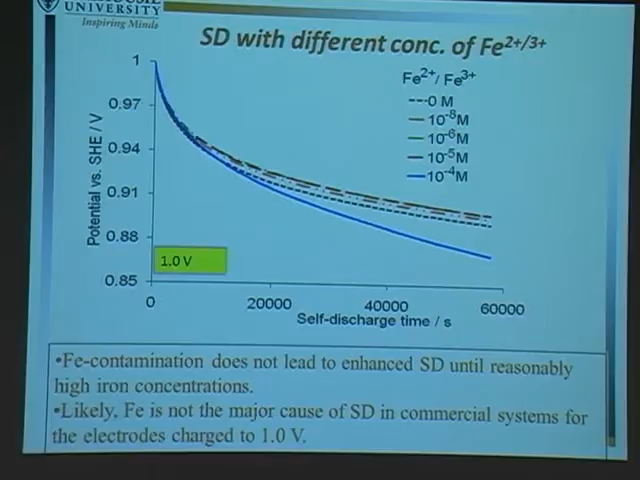 UNIVERSITY
Inspiring Minds
SD with different conc. of Fe2+/3+
Fe2+/ Fe3+
0 M
10-8M
10-6M
10-5M
10-4M
Potential vs. SHE / V
1
0.97
0.94
0.91
0.88
0.85
1.0 V
0
20000
40000
60000
Self-discharge time / s
•Fe-contamination does not lead to enhanced SD until reasonably
high iron concentrations.
•Likely, Fe is not the major cause of SD in commercial systems for
the electrodes charged to 1.0 V.